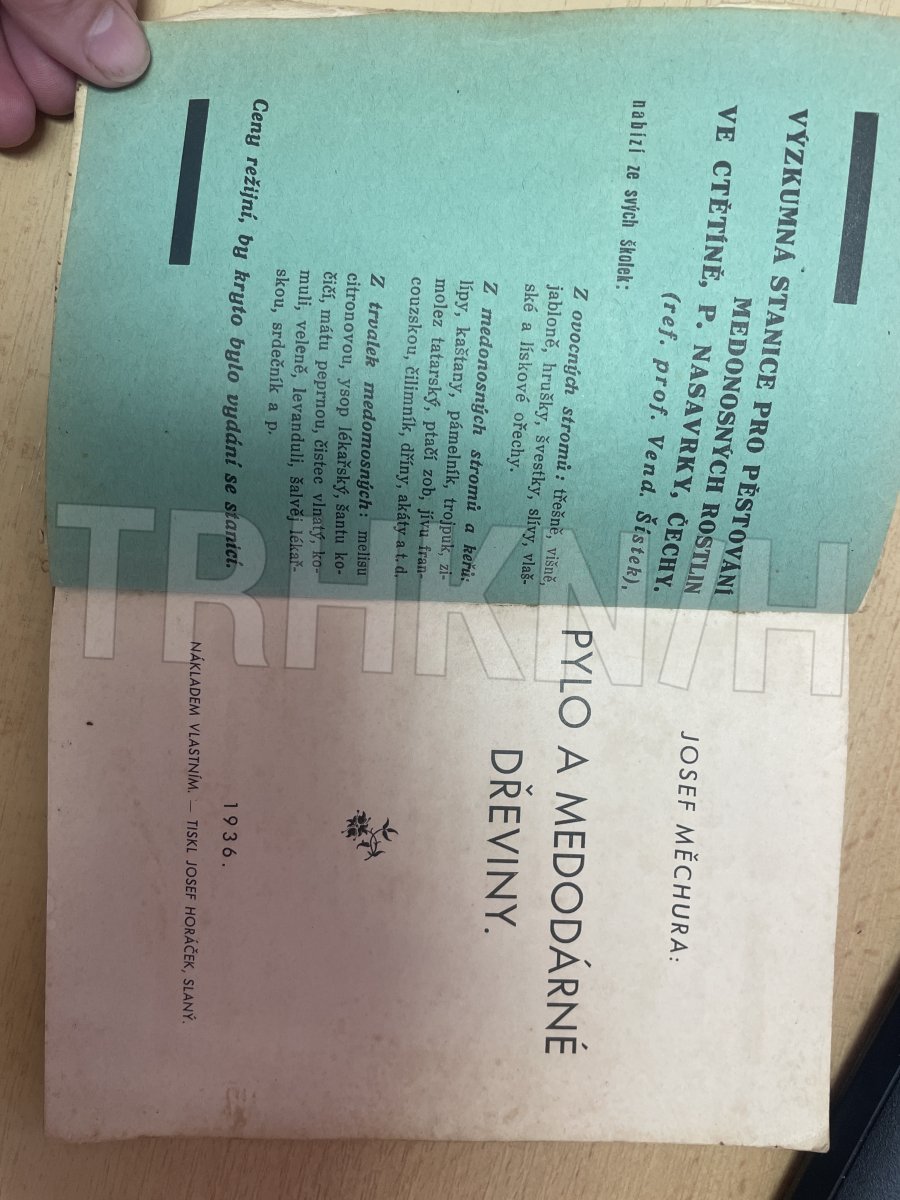 VÝZKUMNÁ STANICE PRO PĚSTOVÁNÍ
MEDONOSNÝCH ROSTLIN
VE CTĚTÍNĚ, P. NASAVRKY, ČECHY.
(ref. prof. Vend. Šístek),
nabízí ze svých školek:
Z ovocných stromů: třešně, višně,
jabloně, hrušky, švestky, slívy, vlaš-
ské a lískové ořechy.
Z medonosných stromů a keřů:
lípy, kaštany, pámelník, trojpuk, zi-
molez tatarský, ptačí zob, jívu fran-
couzskou, čilimník, dříny, akáty a t. d.
Z trvalek medomosných: melisu
citronovou, ysop lékařský, šantu ko-
čičí, mátu peprnou, čistec vlnatý, ko-
muli, veleně, levanduli, šalvěj lékař-
skou, srdečník a p.
Ceny režijní, by kryto bylo vydání se stanicí.
JOSEF MĚCHURA:
PYLO A MEDODÁRNÉ
DŘEVINY.
1936.
NÁKLADEM VLASTNÍM. — TISKL JOSEF HORÁČEK, SLANÝ.
TRHKNIH